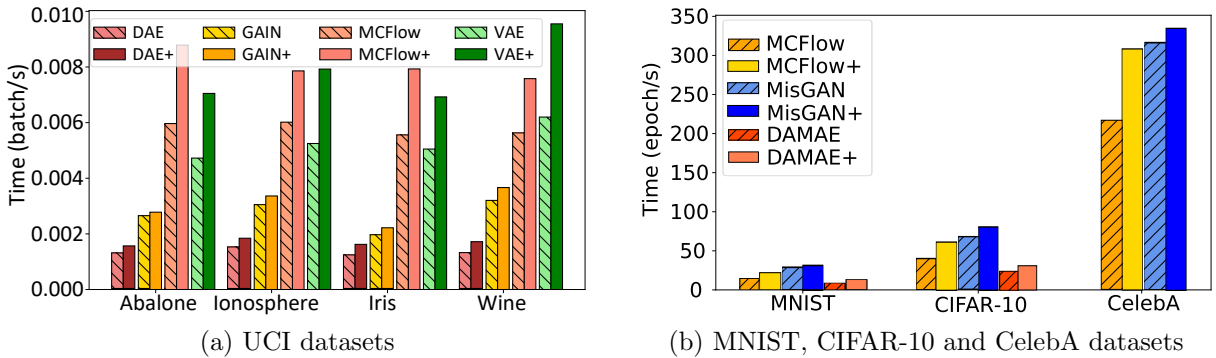 Time (batch/s)
0.010
0.008
0.006
0.004
0.002
0.000
DAE GAIN MCFlow VAE
DAE+ GAIN+ MCFlow+ VAE+
Abalone Ionosphere Iris Wine
(a) UCI datasets
Time (epoch/s)
350
300
250
200
150
100
50
0
MCFlow
MCFlow+
MisGAN
MisGAN+
DAMAE
DAMAE+
MNIST CIFAR-10 CelebA
(b) MNIST, CIFAR-10 and CelebA datasets